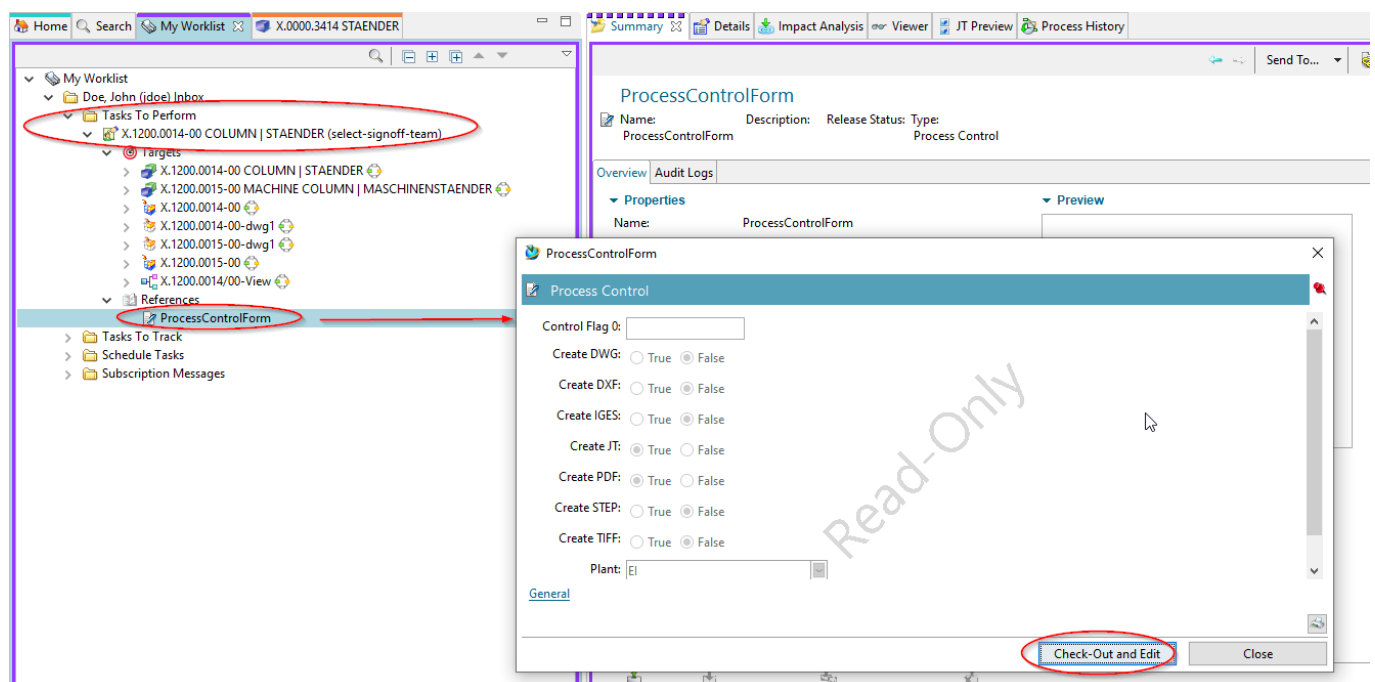 Home Search My Worklist X.0000.3414 STAENDER
My Worklist
Doe, John (jdoe) Inbox
Tasks To Perform
X.1200.0014-00 COLUMN | STAENDER (select-signoff-team)
Targets
X.1200.0014-00 COLUMN | STAENDER
X.1200.0015-00 MACHINE COLUMN | MASCHINENSTAENDER
X.1200.0014-00
X.1200.0014-00-dwg1
X.1200.0015-00-dwg1
X.1200.0015-00
X.1200.0014/00-View
References
ProcessControlForm
Tasks To Track
Schedule Tasks
Subscription Messages
Summary Details Impact Analysis Viewer JT Preview Process History
Send To...
ProcessControlForm
Name: Description: Release Status: Type:
ProcessControlForm Process Control
Overview Audit Logs
Properties Preview
Name: ProcessControlForm
ProcessControlForm
Process Control
Control Flag 0:
Create DWG: True False
Create DXF: True False
Create IGES: True False
Create JT: True False
Create PDF: True False
Create STEP: True False
Create TIFF: True False
Plant: EI
Read-Only
General
Check-Out and Edit Close